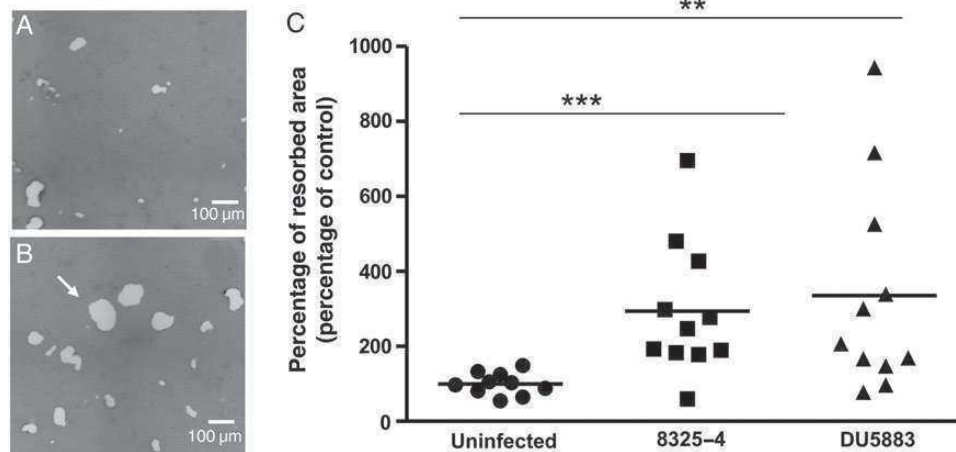 A
100 µm
B
100 µm
C
**
***
Percentage of resorbed area
(percentage of control)
1000
800
600
400
200
0
Uninfected
8325–4
DU5883